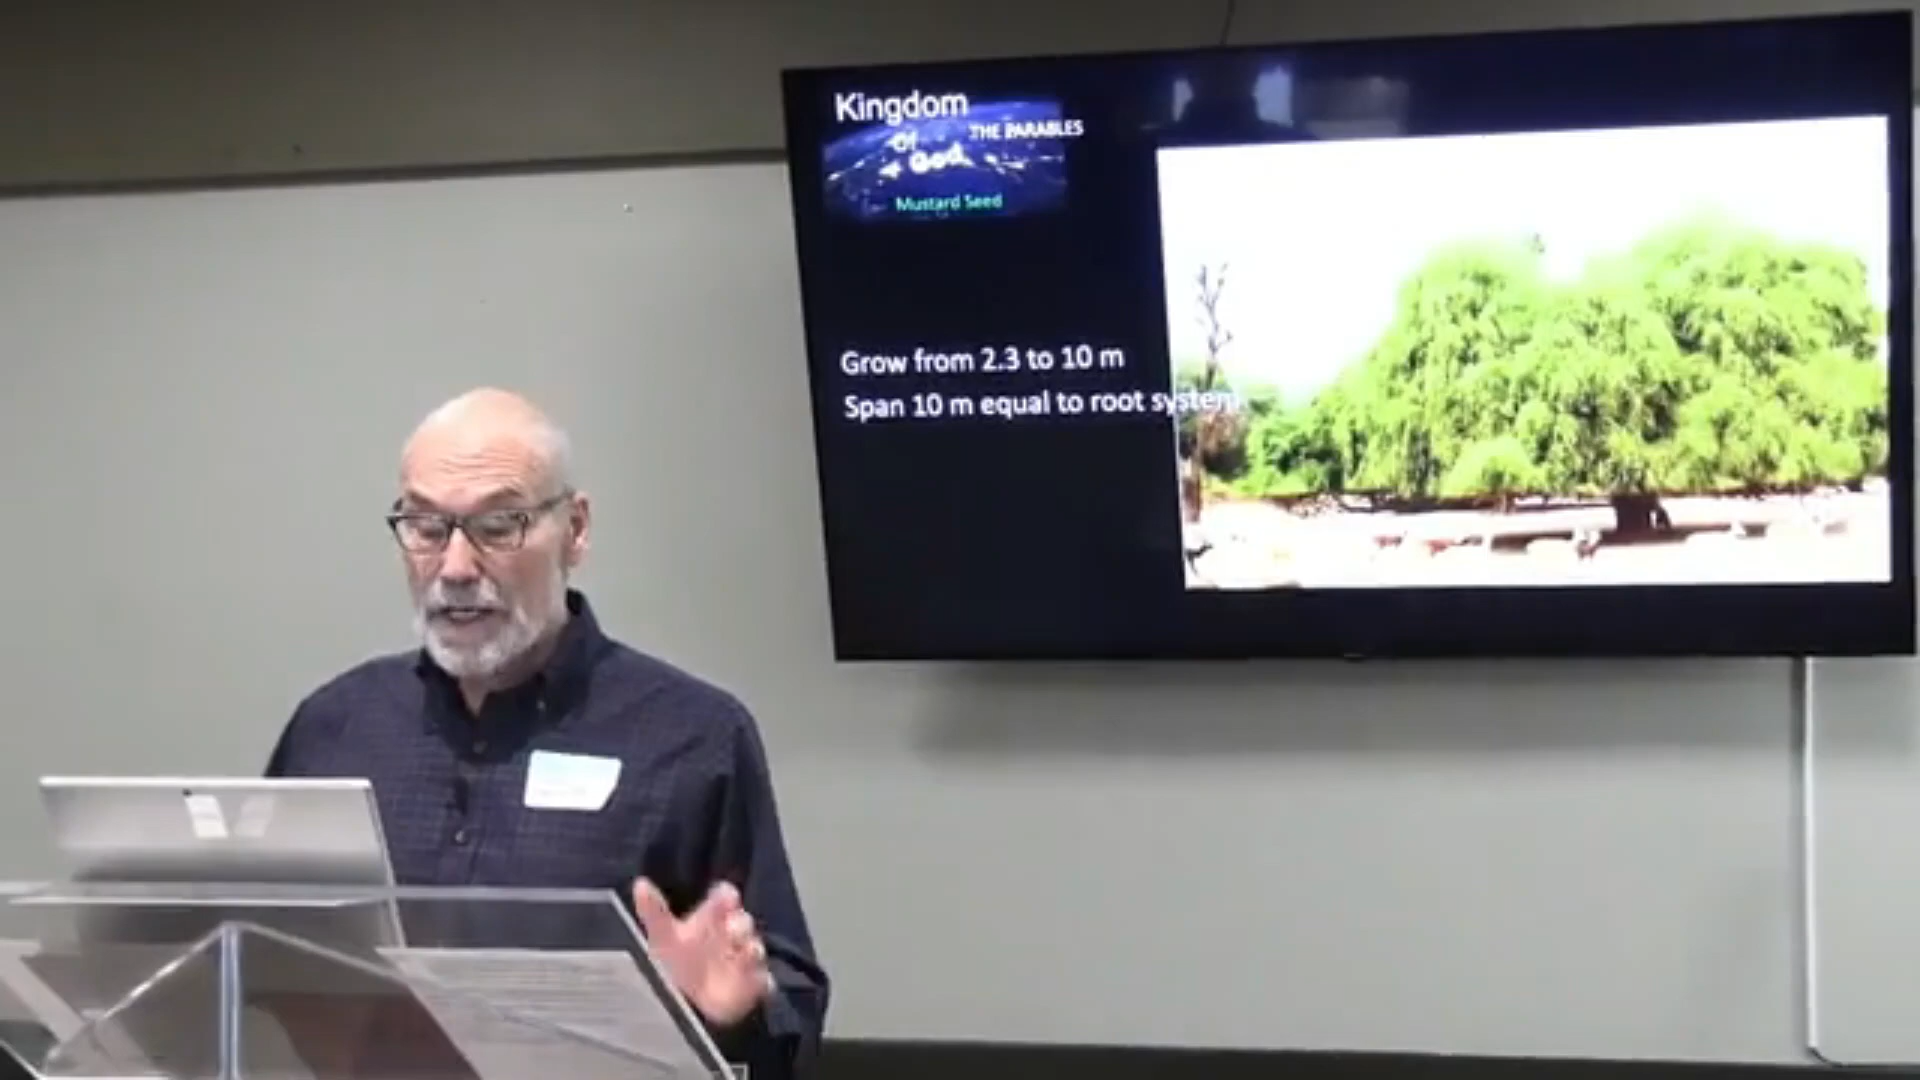 Kingdom
Of THE PARABLES
God
Mustard Seed
Grow from 2.3 to 10 m
Span 10 m equal to root system